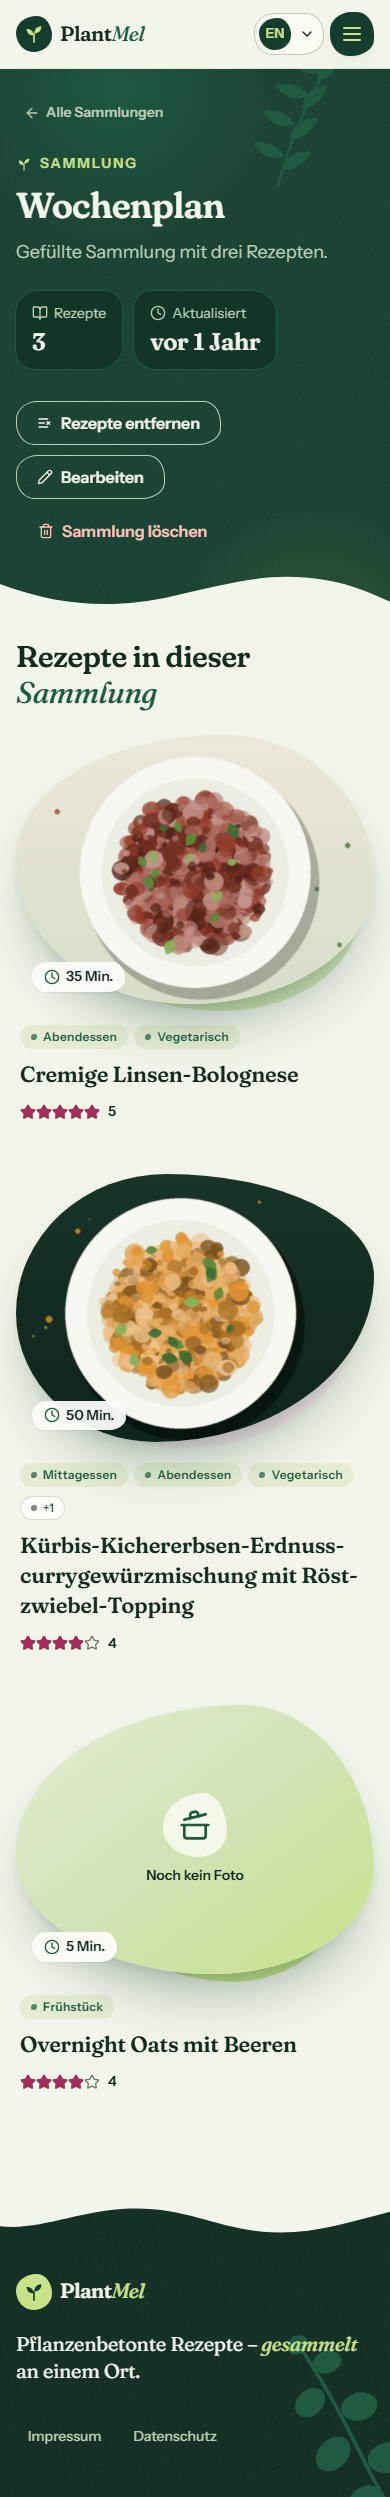 PlantMel
EN
Alle Sammlungen
SAMMLUNG
Wochenplan
Gefüllte Sammlung mit drei Rezepten.
Rezepte
3
Aktualisiert
vor 1 Jahr
Rezepte entfernen
Bearbeiten
Sammlung löschen
Rezepte in dieser
Sammlung
35 Min.
Abendessen
Vegetarisch
Cremige Linsen-Bolognese
5
50 Min.
Mittagessen
Abendessen
Vegetarisch
+1
Kürbis-Kichererbsen-Erdnuss-
currygewürzmischung mit Röst-
zwiebel-Topping
4
Noch kein Foto
5 Min.
Frühstück
Overnight Oats mit Beeren
4
PlantMel
Pflanzenbetonte Rezepte – gesammelt
an einem Ort.
Impressum
Datenschutz